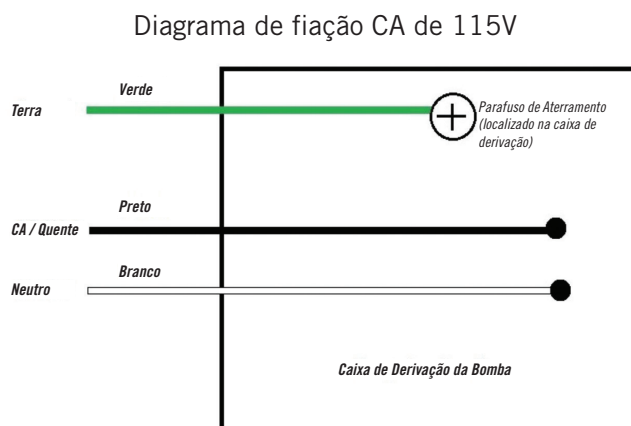 Diagrama de fiação CA de 115V
Verde
Terra
Parafuso de Aterramento
(localizado na caixa de
derivação)
Preto
CA / Quente
Branco
Neutro
Caixa de Derivação da Bomba